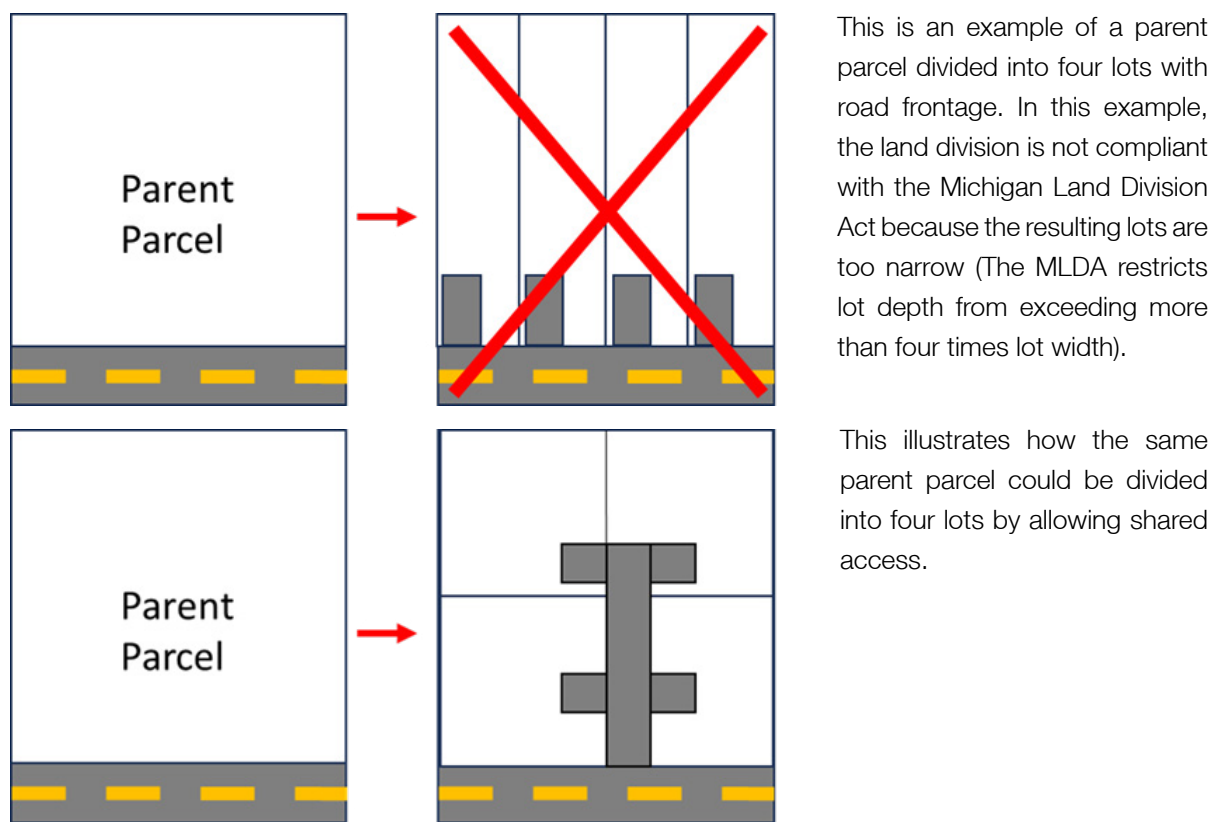 Parent
Parcel
This is an example of a parent
parcel divided into four lots with
road frontage. In this example,
the land division is not compliant
with the Michigan Land Division
Act because the resulting lots are
too narrow (The MLDA restricts
lot depth from exceeding more
than four times lot width).
Parent
Parcel
This illustrates how the same
parent parcel could be divided
into four lots by allowing shared
access.